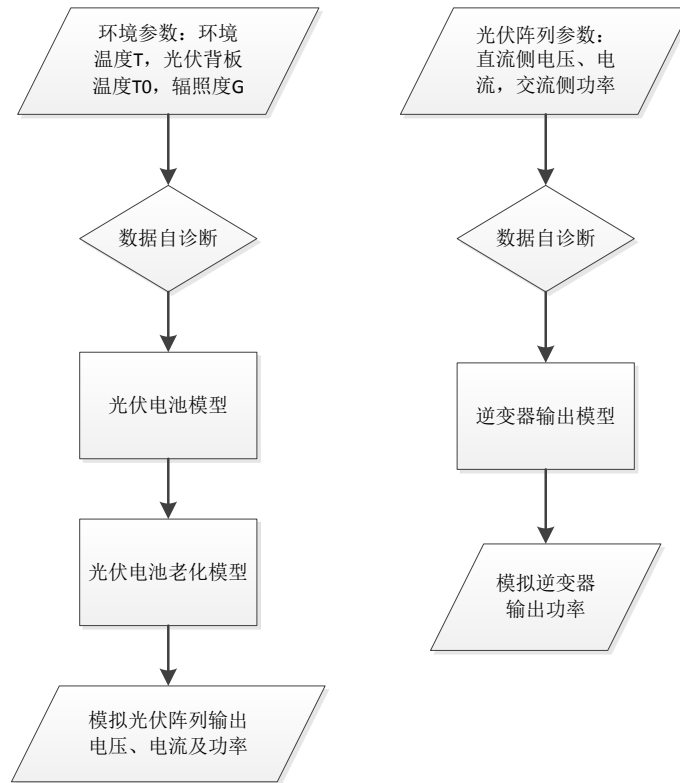 环境参数：环境
温度T，光伏背板
温度T0，辐照度G
数据自诊断
光伏电池模型
光伏电池老化模型
模拟光伏阵列输出
电压、电流及功率
光伏阵列参数：
直流侧电压、电
流，交流侧功率
数据自诊断
逆变器输出模型
模拟逆变器
输出功率